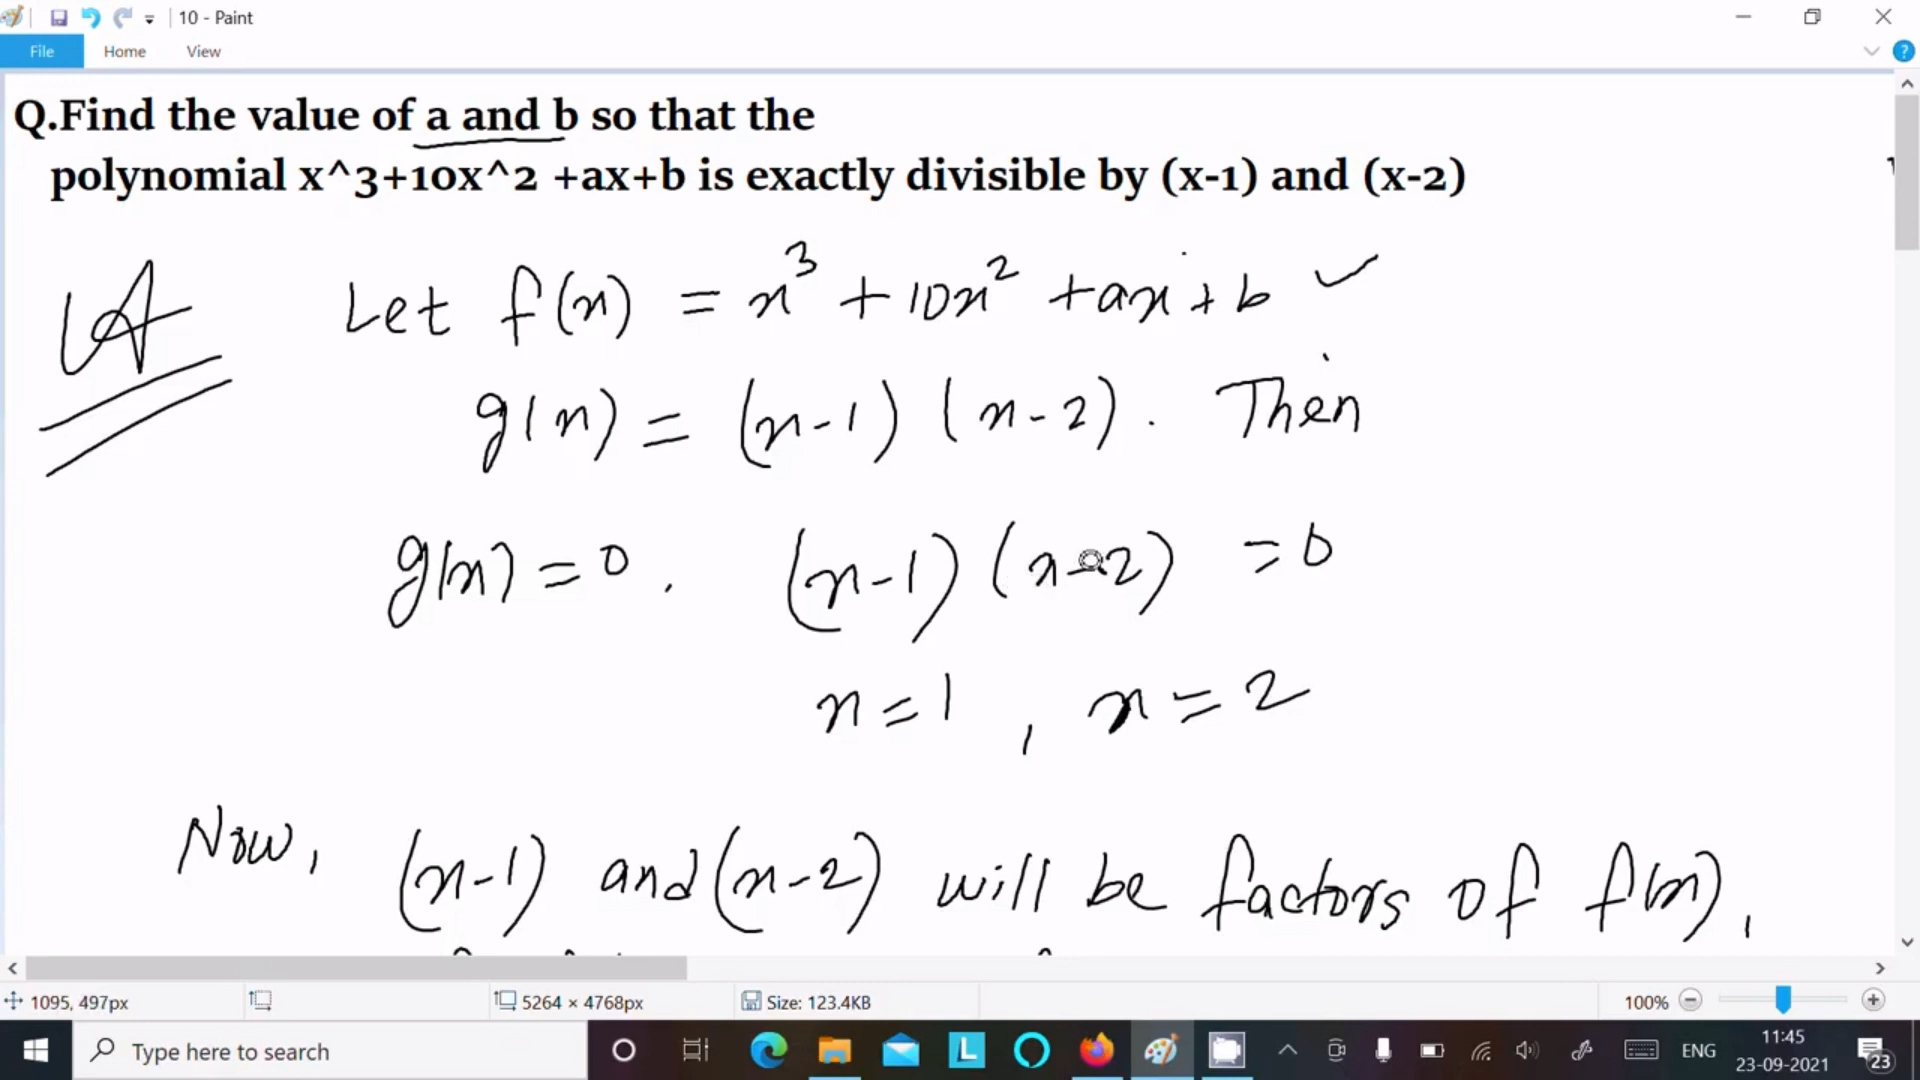 10 - Paint
File Home View
Q.Find the value of a and b so that the
polynomial x^3+10x^2 +ax+b is exactly divisible by (x-1) and (x-2)
A Let f(x) = x³ + 10x² + ax + b ✓
g(x) = (x-1) (x-2). Then
g(x) = 0. (x-1) (x-2) = 0
x = 1, x = 2
Now, (x-1) and (x-2) will be factors of f(x),
1095, 497px 5264 × 4768px Size: 123.4KB 100%
Type here to search L ENG 11:45
23-09-2021 23